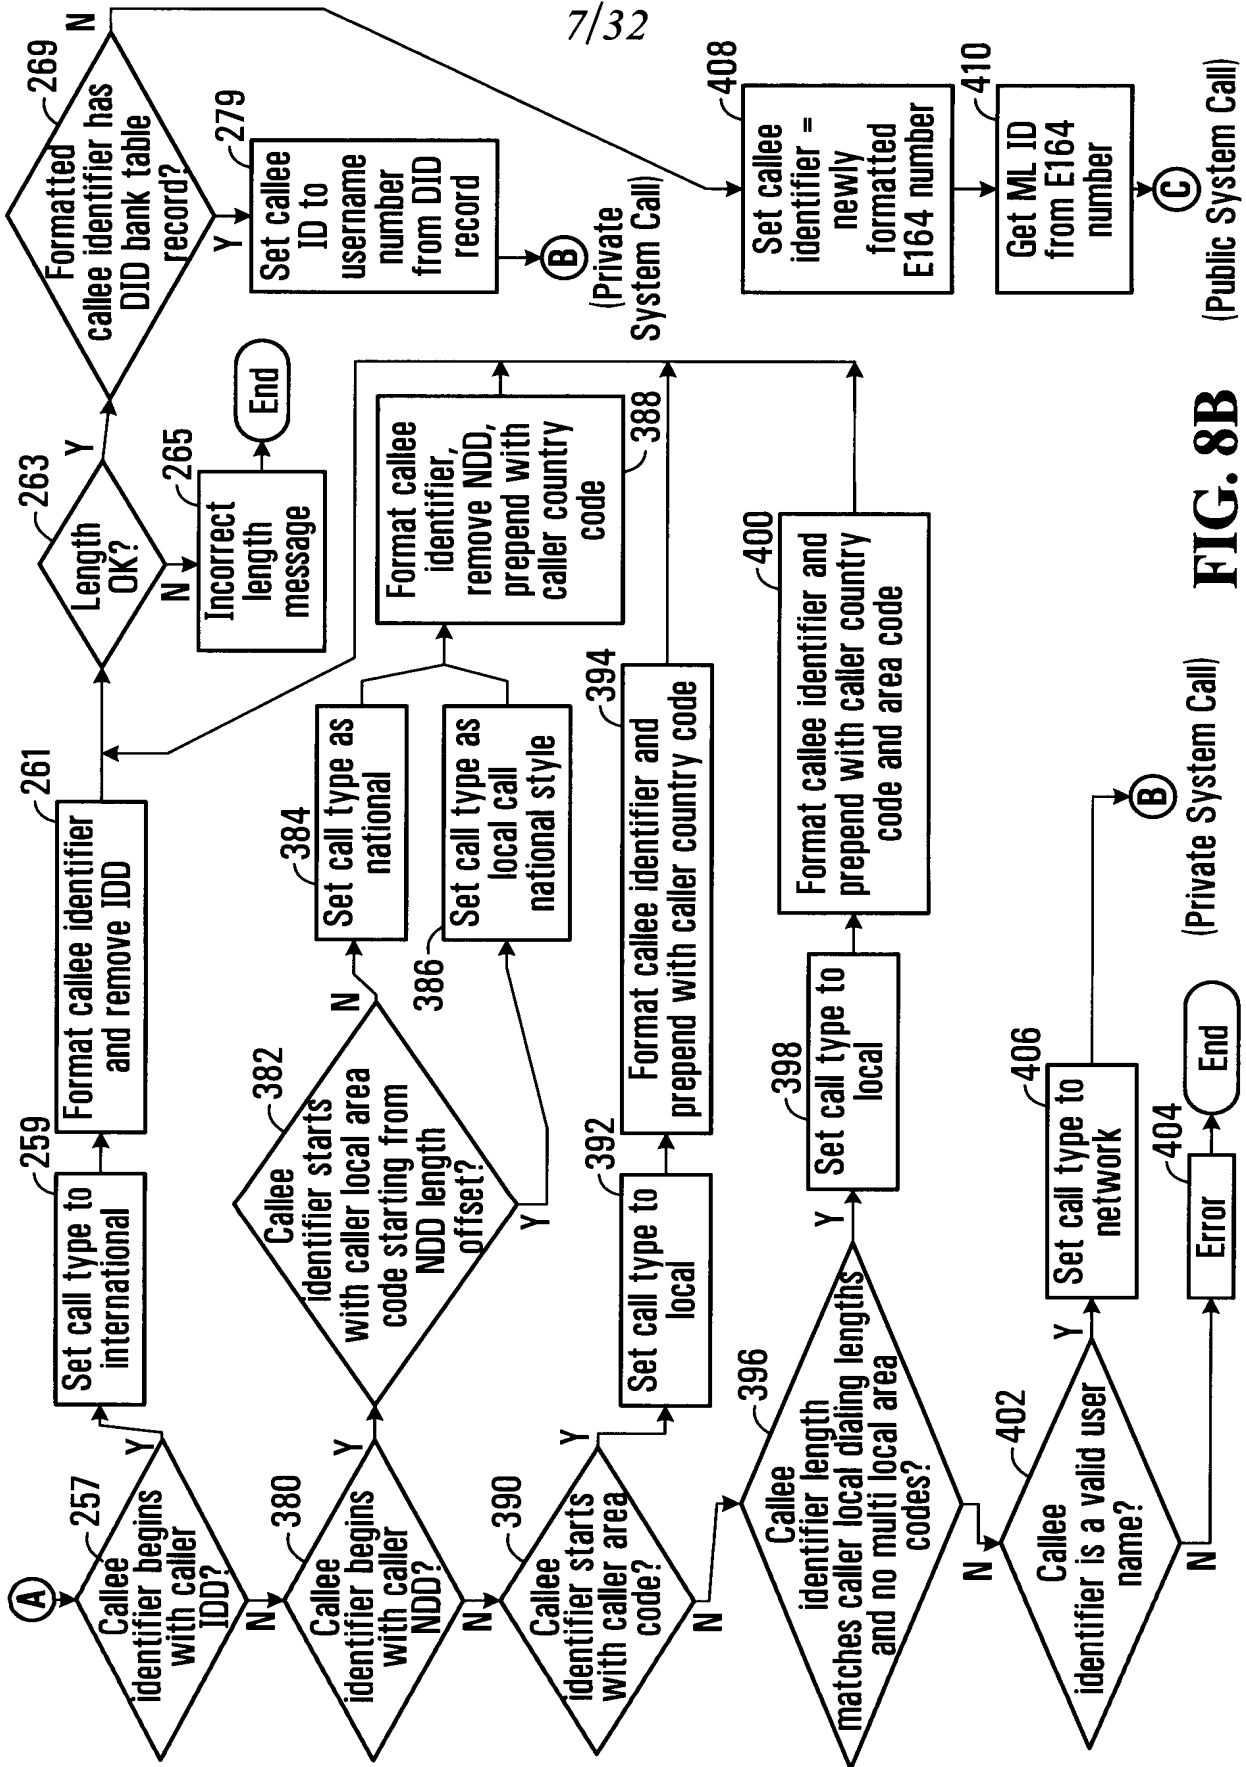 7/32
A
257
Callee
identifier begins
with caller
IDD?
Y
N
259
Set call type to
international
261
Format callee identifier
and remove IDD
263
Length
OK?
Y
N
265
Incorrect
length
message
End
269
Formatted
callee identifier has
DID bank table
record?
N
Y
279
Set callee
ID to
username
number
from DID
record
B
(Private
System Call)
380
Callee
identifier begins
with caller
NDD?
Y
N
382
Callee
identifier starts
with caller local area
code starting from
NDD length
offset?
N
Y
384
Set call type as
national
386
Set call type as
local call
national style
Format callee
identifier,
remove NDD,
prepend with
caller country
code
388
390
Callee
identifier starts
with caller area
code?
Y
N
392
Set call type to
local
394
Format callee identifier and
prepend with caller country code
396
Callee
identifier length
matches caller local dialing lengths
and no multi local area
codes?
Y
N
398
Set call type to
local
400
Format callee identifier and
prepend with caller country
code and area code
402
Callee
identifier is a valid user
name?
Y
N
406
Set call type to
network
B
(Private System Call)
404
Error
End
408
Set callee
identifier =
newly
formatted
E164 number
410
Get ML ID
from E164
number
C
(Public System Call)
FIG. 8B